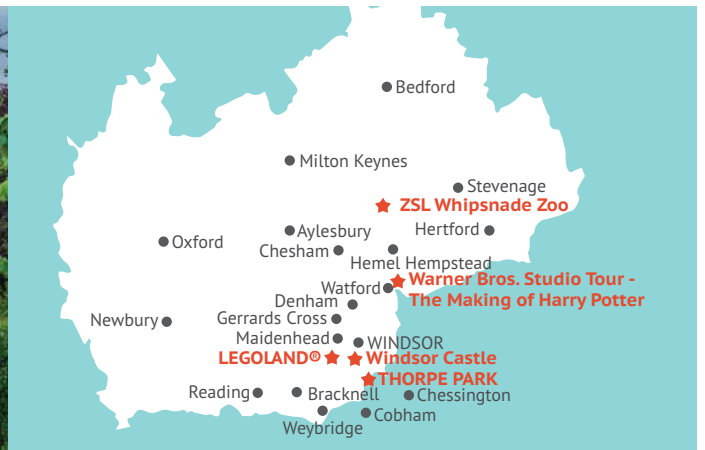 Bedford
Milton Keynes
Stevenage
ZSL Whipsnade Zoo
Aylesbury
Hertford
Oxford
Chesham
Hemel Hempstead
Warner Bros. Studio Tour -
The Making of Harry Potter
Watford
Denham
Gerrards Cross
Newbury
Maidenhead
WINDSOR
LEGOLAND®
Windsor Castle
THORPE PARK
Reading
Bracknell
Chessington
Cobham
Weybridge